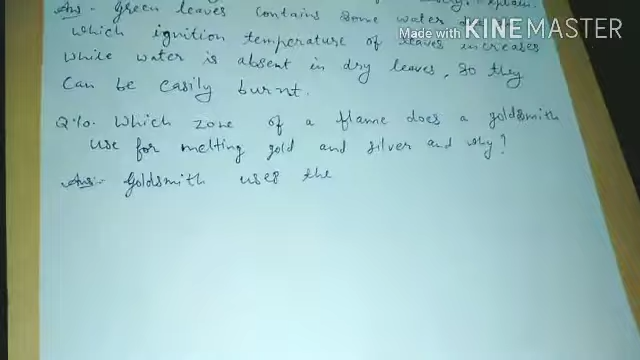 Ans:- Green leaves contains some water
which ignition temperature of leaves increases
while water is absent in dry leaves, so they
can be easily burnt.
Q10. Which zone of a flame does a goldsmith
use for melting gold and silver and why?
Ans:- Goldsmith uses the
Made with KINEMASTER